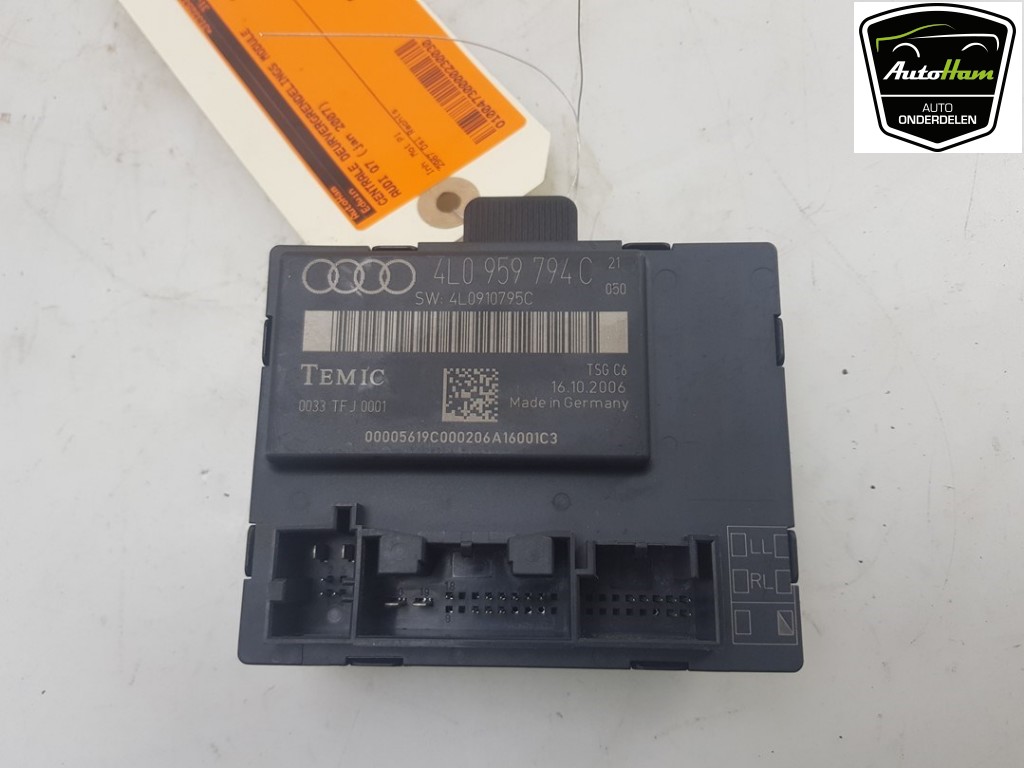 AutoHam
AUTO
ONDERDELEN
CENTRALE DEURVERGRENDELINGS MODULE
AUDI Q7 (jan 2007)
4L0 959 794 C
21
050
SW: 4L0910795C
TEMIC
TSG C6
16.10.2006
0033 TFJ 0001
Made in Germany
00005619C000206A16001C3
LL
RL